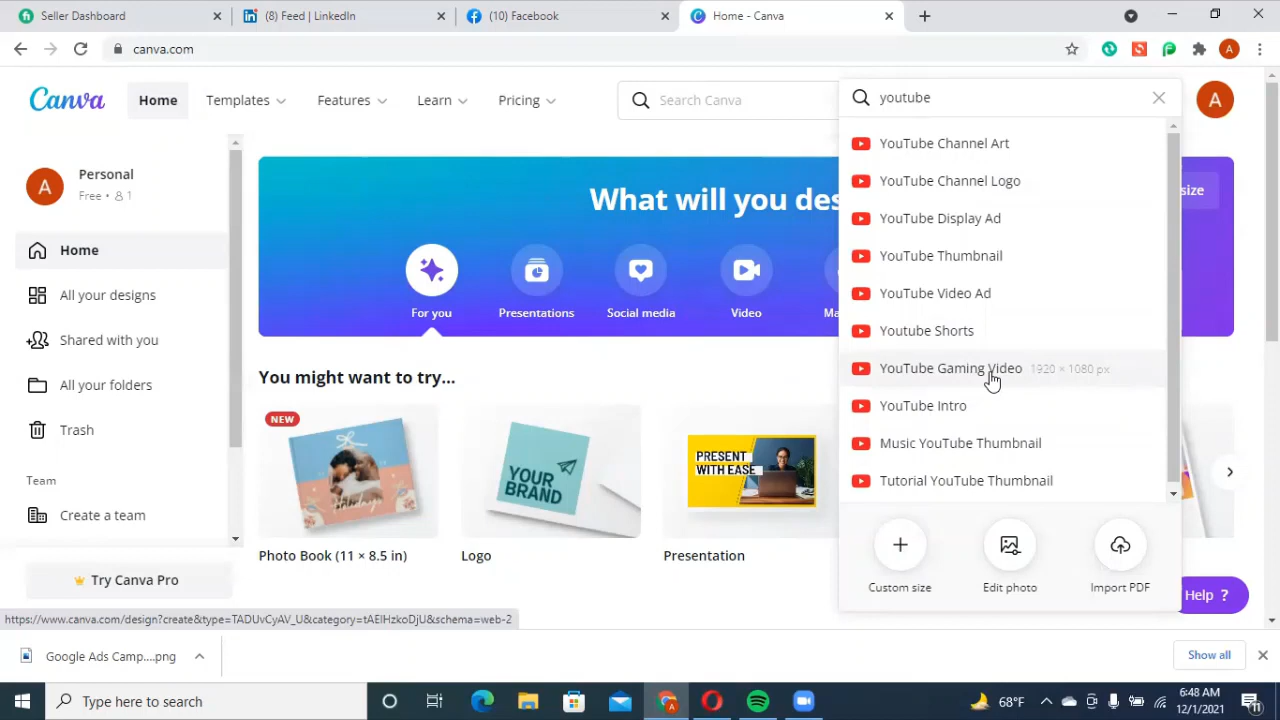 Seller Dashboard
(8) Feed | LinkedIn
(2) Facebook
Home - Canva
canva.com
A
Canva
Home
Templates
Features
Learn
Pricing
Search Canva
youtube
A
A
Personal
Free • 1
Home
All your designs
Shared with you
All your folders
Trash
Team
Create a team
Try Canva Pro
What will you des
size
For you
Presentations
Social media
Video
Ma
You might want to try...
NEW
YOUR
BRAND
PRESENT
WITH EASE
Photo Book (11 × 8.5 in)
Logo
Presentation
YouTube Channel Art
YouTube Channel Logo
YouTube Display Ad
YouTube Thumbnail
YouTube Video Ad
Youtube Shorts
YouTube Gaming Video 1920 × 1080 px
YouTube Intro
Music YouTube Thumbnail
Tutorial YouTube Thumbnail
Custom size
Edit photo
Import PDF
Help ?
https://www.canva.com/design?create&type=TADUvCyAV_U&category=tAEIHzkoDjU&schema=web-2
Google Ads Camp....png
Show all
Type here to search
68°F
6:48 AM
12/1/2021
11